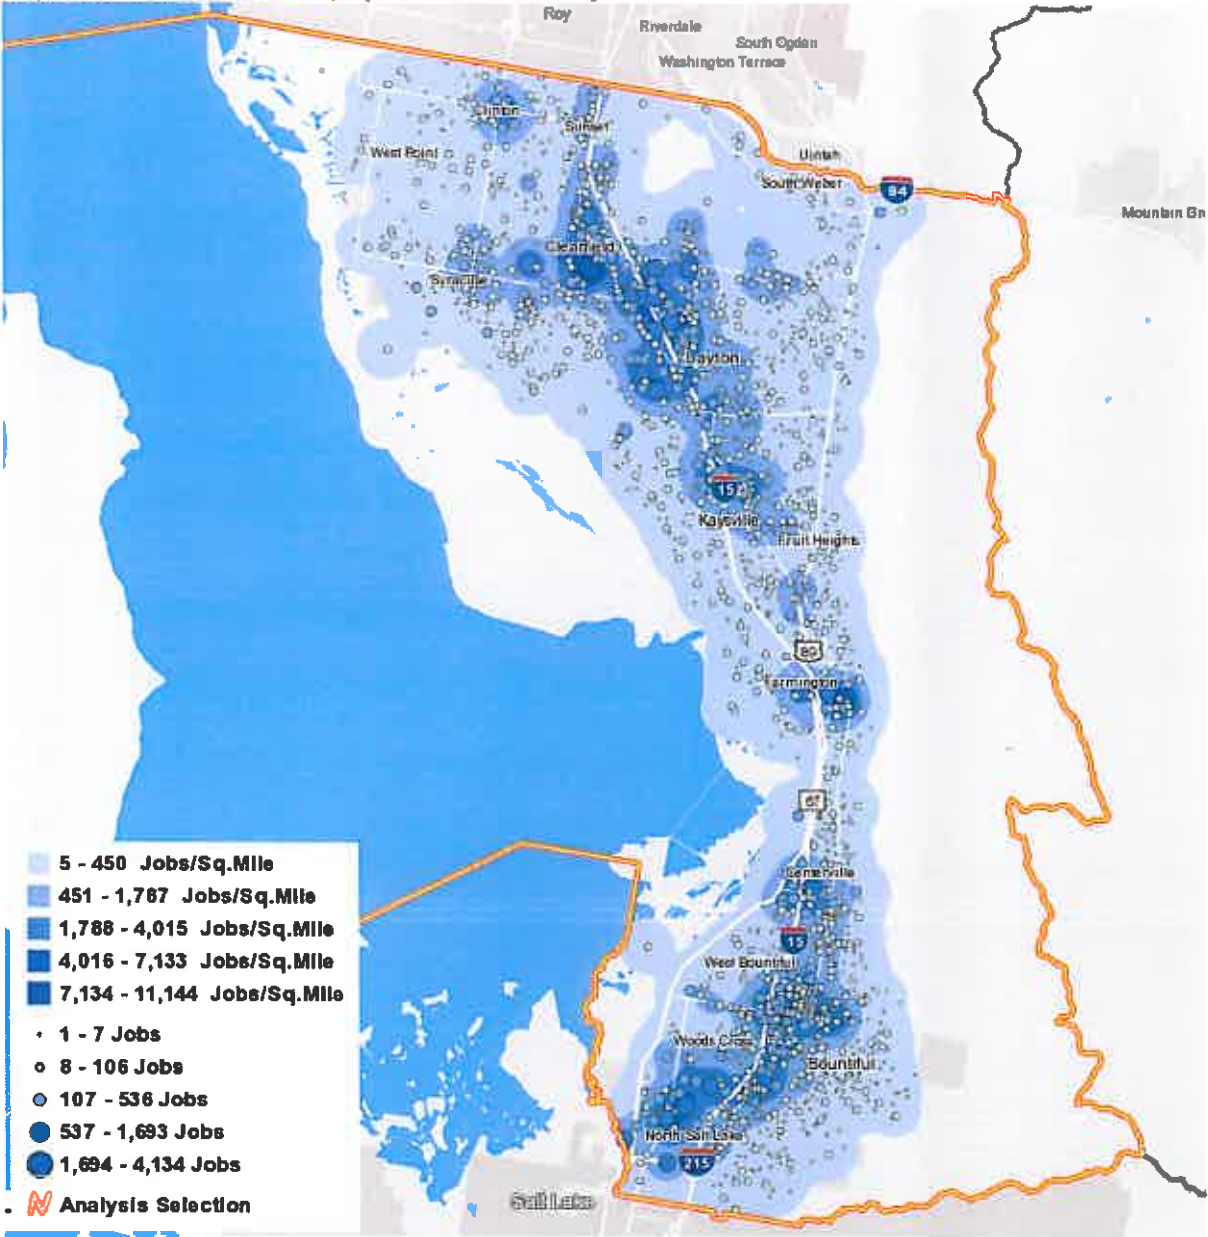 Roy
Riverdale
South Ogden
Washington Terrace
Clinton
Sunset
West Point
Uintah
South Weber
84
Mountain Gr
Clearfield
Syracuse
Layton
15
Kaysville
Fruit Heights
89
Farmington
Centerville
15
West Bountiful
Woods Cross
Bountiful
North Salt Lake
215
Salt Lake
5 - 450 Jobs/Sq.Mile
451 - 1,787 Jobs/Sq.Mile
1,788 - 4,015 Jobs/Sq.Mile
4,016 - 7,133 Jobs/Sq.Mile
7,134 - 11,144 Jobs/Sq.Mile
1 - 7 Jobs
8 - 106 Jobs
107 - 536 Jobs
537 - 1,693 Jobs
1,694 - 4,134 Jobs
Analysis Selection